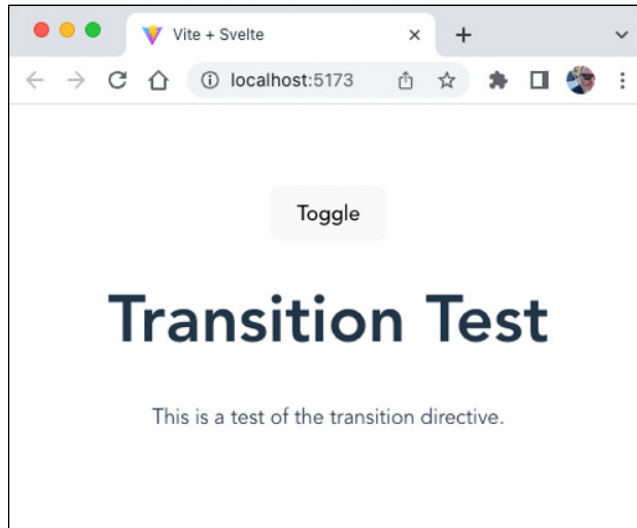 Vite + Svelte
localhost:5173
Toggle
Transition Test
This is a test of the transition directive.